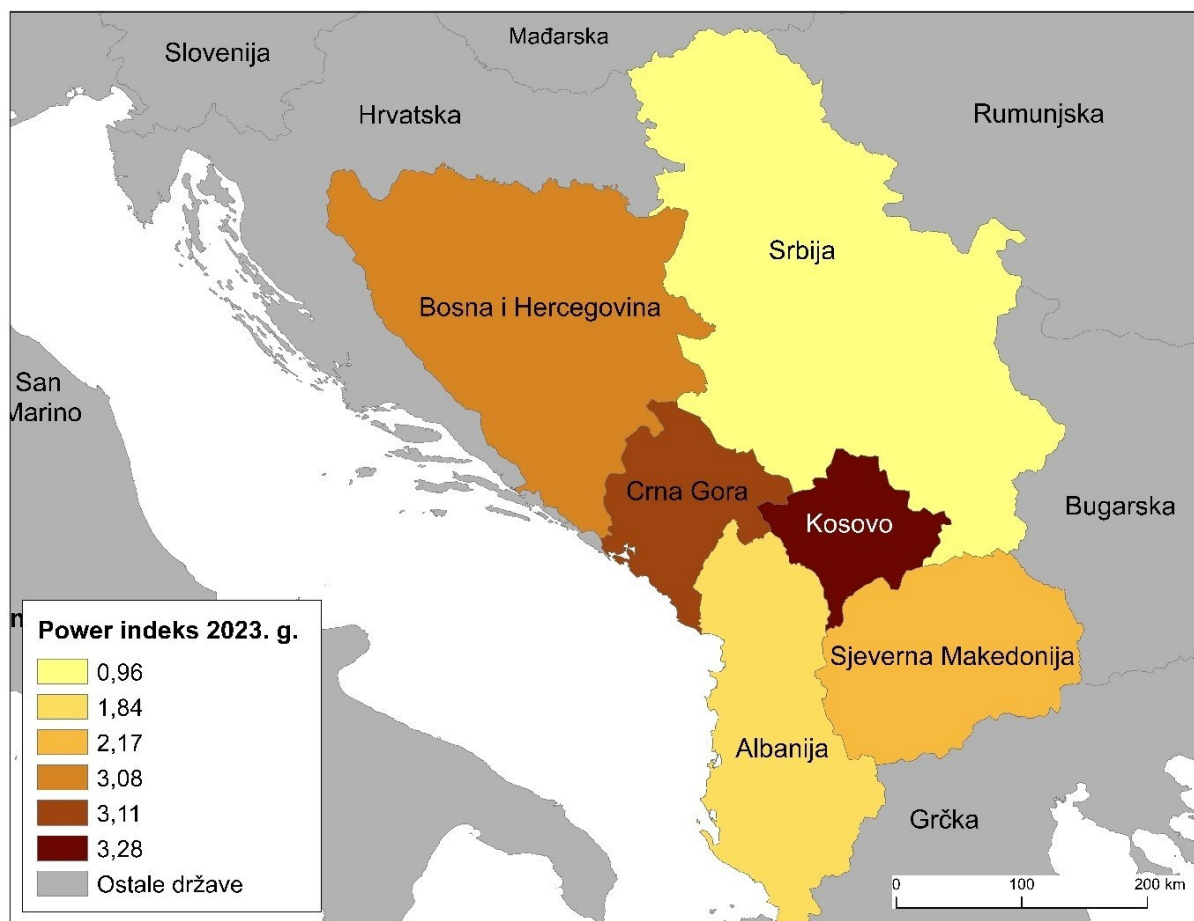 Slovenija
Mađarska
Hrvatska
Rumunjska
Srbija
Bosna i Hercegovina
San
Marino
Crna Gora
Kosovo
Bugarska
Sjeverna Makedonija
Albanija
Grčka
Power indeks 2023. g.
0,96
1,84
2,17
3,08
3,11
3,28
Ostale države
0 100 200 km